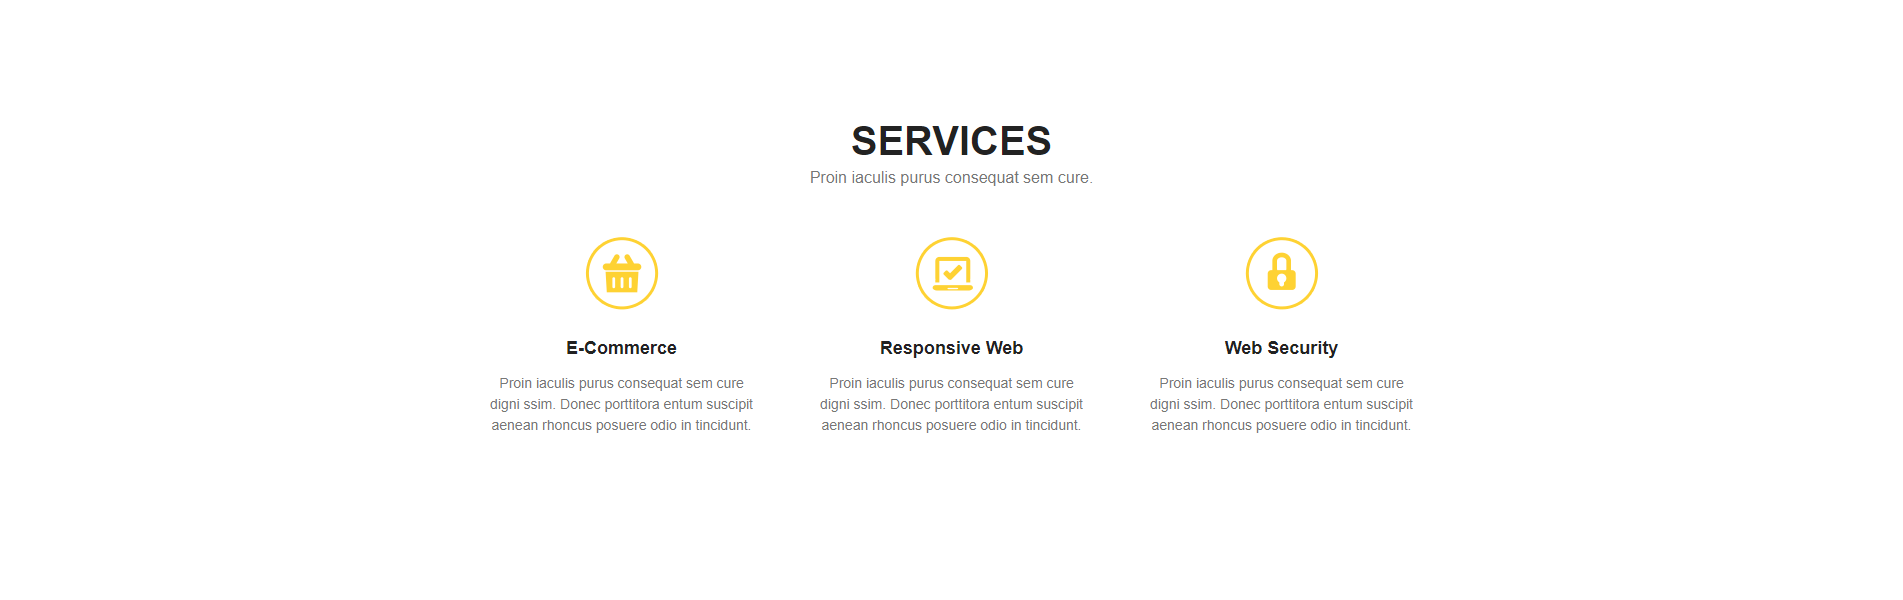 SERVICES
Proin iaculis purus consequat sem cure.
E-Commerce
Proin iaculis purus consequat sem cure
digni ssim. Donec porttitora entum suscipit
aenean rhoncus posuere odio in tincidunt.
Responsive Web
Proin iaculis purus consequat sem cure
digni ssim. Donec porttitora entum suscipit
aenean rhoncus posuere odio in tincidunt.
Web Security
Proin iaculis purus consequat sem cure
digni ssim. Donec porttitora entum suscipit
aenean rhoncus posuere odio in tincidunt.